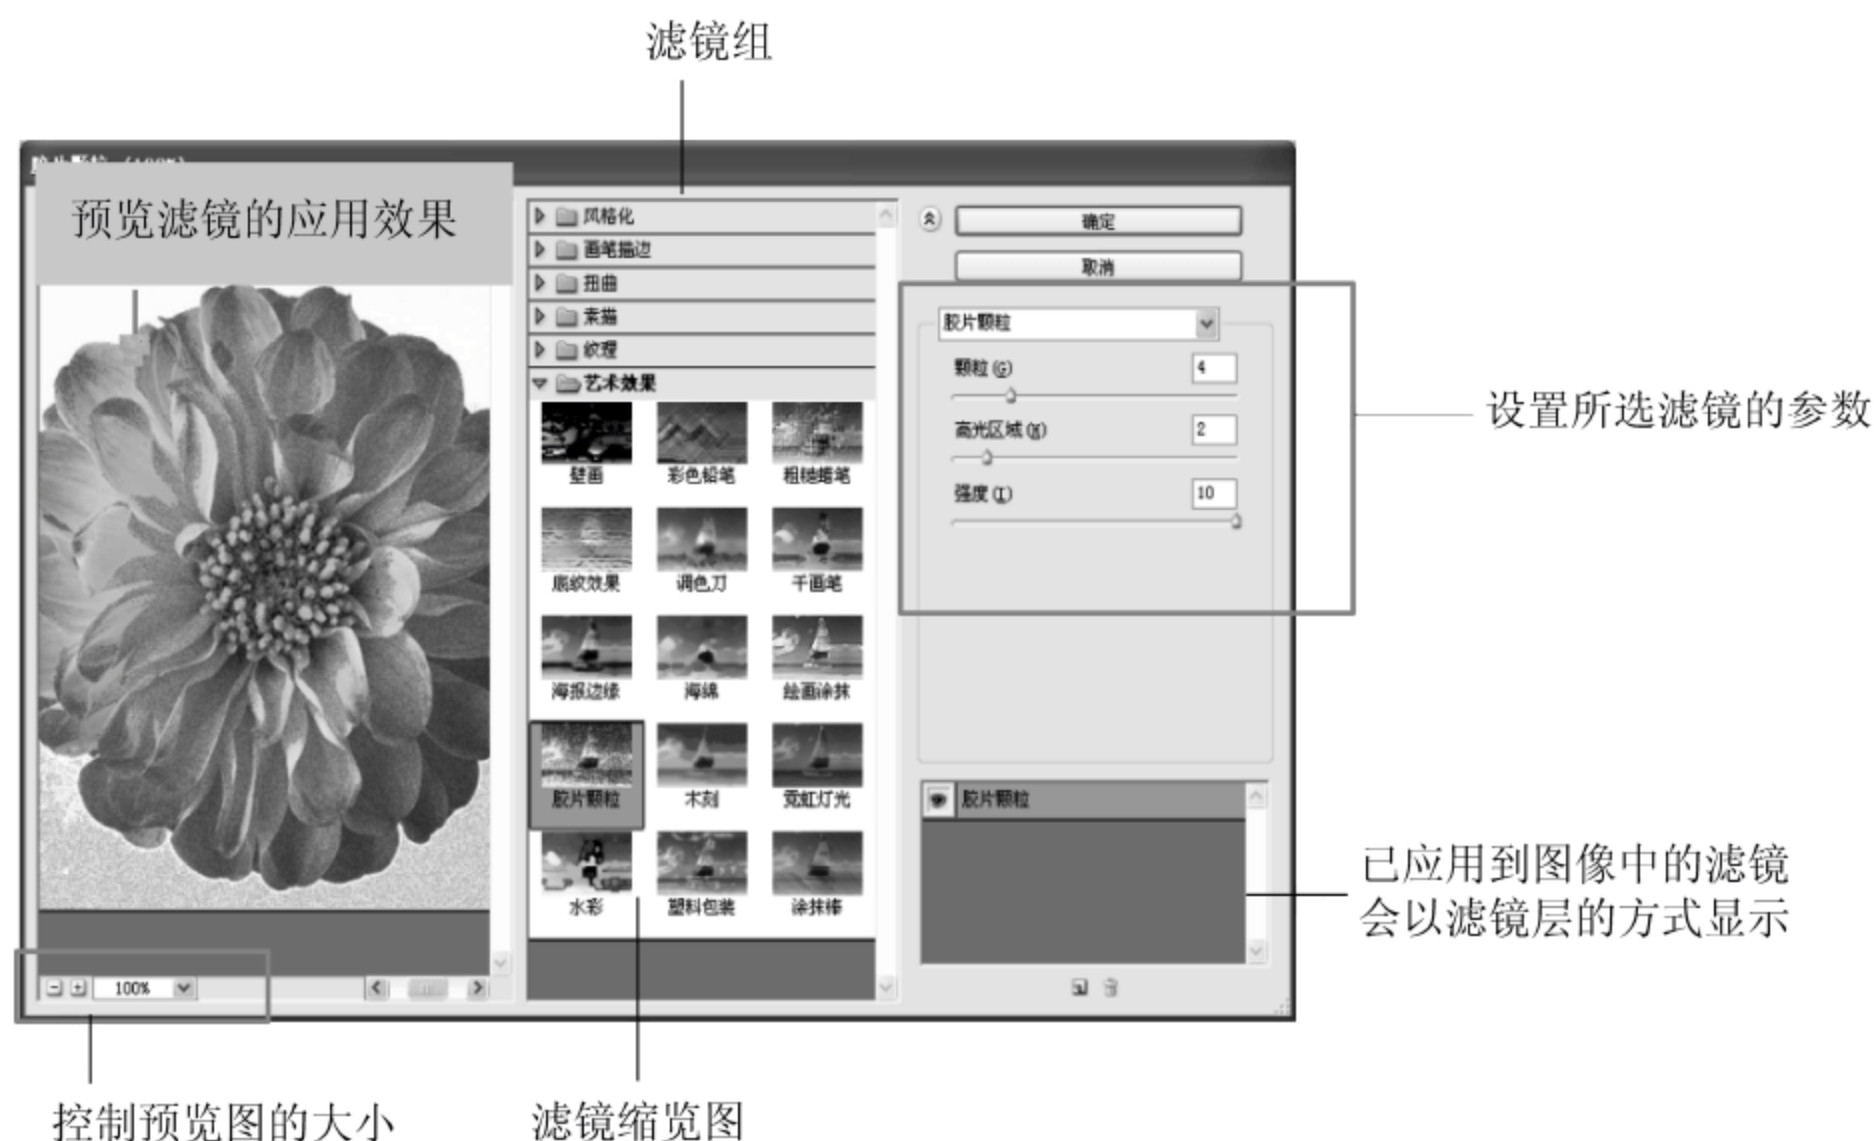 滤镜组
预览滤镜的应用效果
风格化
画笔描边
扭曲
素描
纹理
艺术效果
壁画 彩色铅笔 粗糙蜡笔
底纹效果 调色刀 干画笔
海报边缘 海绵 绘画涂抹
胶片颗粒 木刻 霓虹灯光
水彩 塑料包装 涂抹棒
确定
取消
胶片颗粒
颗粒(G) 4
高光区域(H) 2
强度(I) 10
设置所选滤镜的参数
胶片颗粒
已应用到图像中的滤镜
会以滤镜层的方式显示
100%
控制预览图的大小
滤镜缩览图